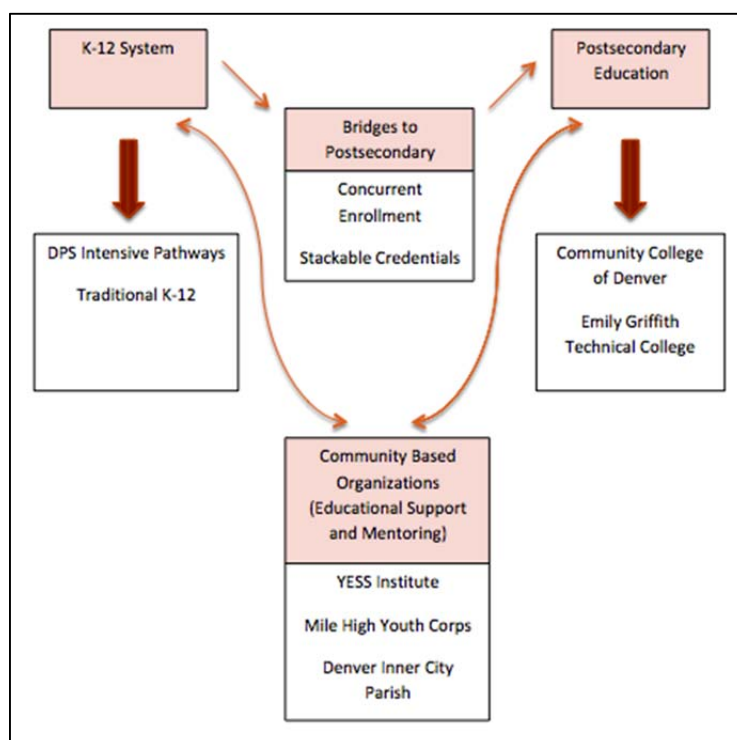 K-12 System
Postsecondary
Education
Bridges to
Postsecondary
Concurrent
Enrollment
Stackable Credentials
DPS Intensive Pathways
Traditional K-12
Community College
of Denver
Emily Griffith
Technical College
Community Based
Organizations
(Educational Support
and Mentoring)
YESS Institute
Mile High Youth Corps
Denver Inner City
Parish